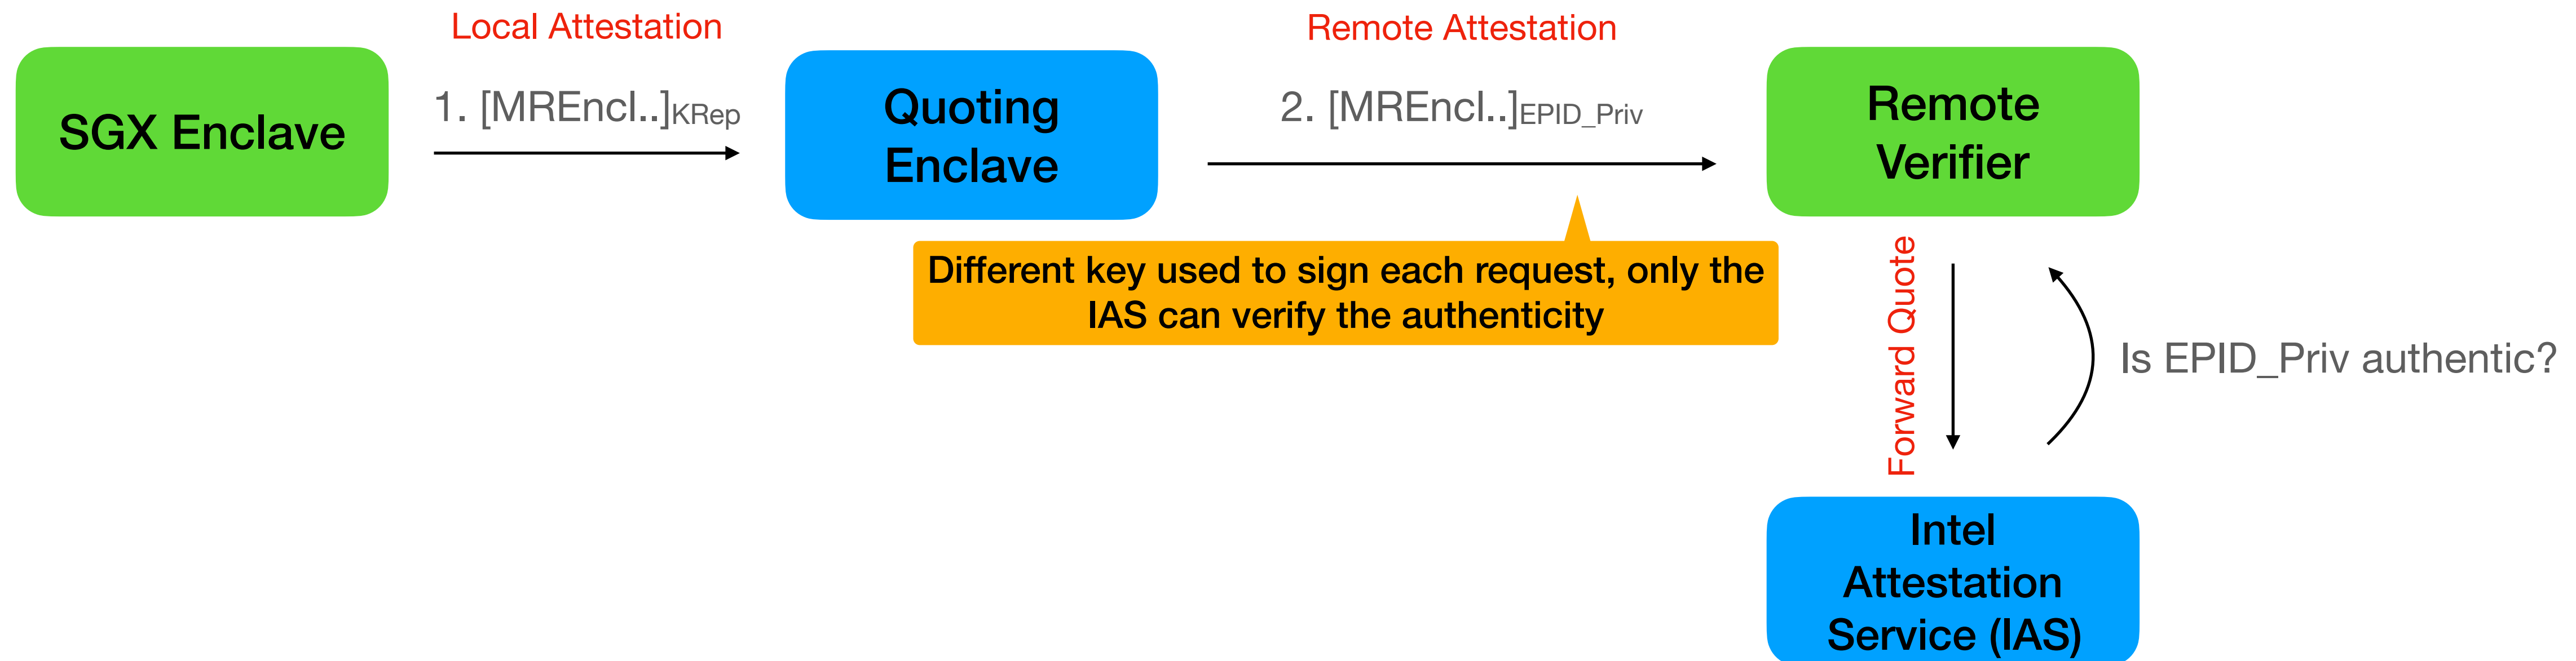 Local Attestation
Remote Attestation
SGX Enclave
1. [MREncl..]KRep
Quoting
Enclave
2. [MREncl..]EPID_Priv
Remote
Verifier
Different key used to sign each request, only the
IAS can verify the authenticity
Forward Quote
Is EPID_Priv authentic?
Intel
Attestation
Service (IAS)